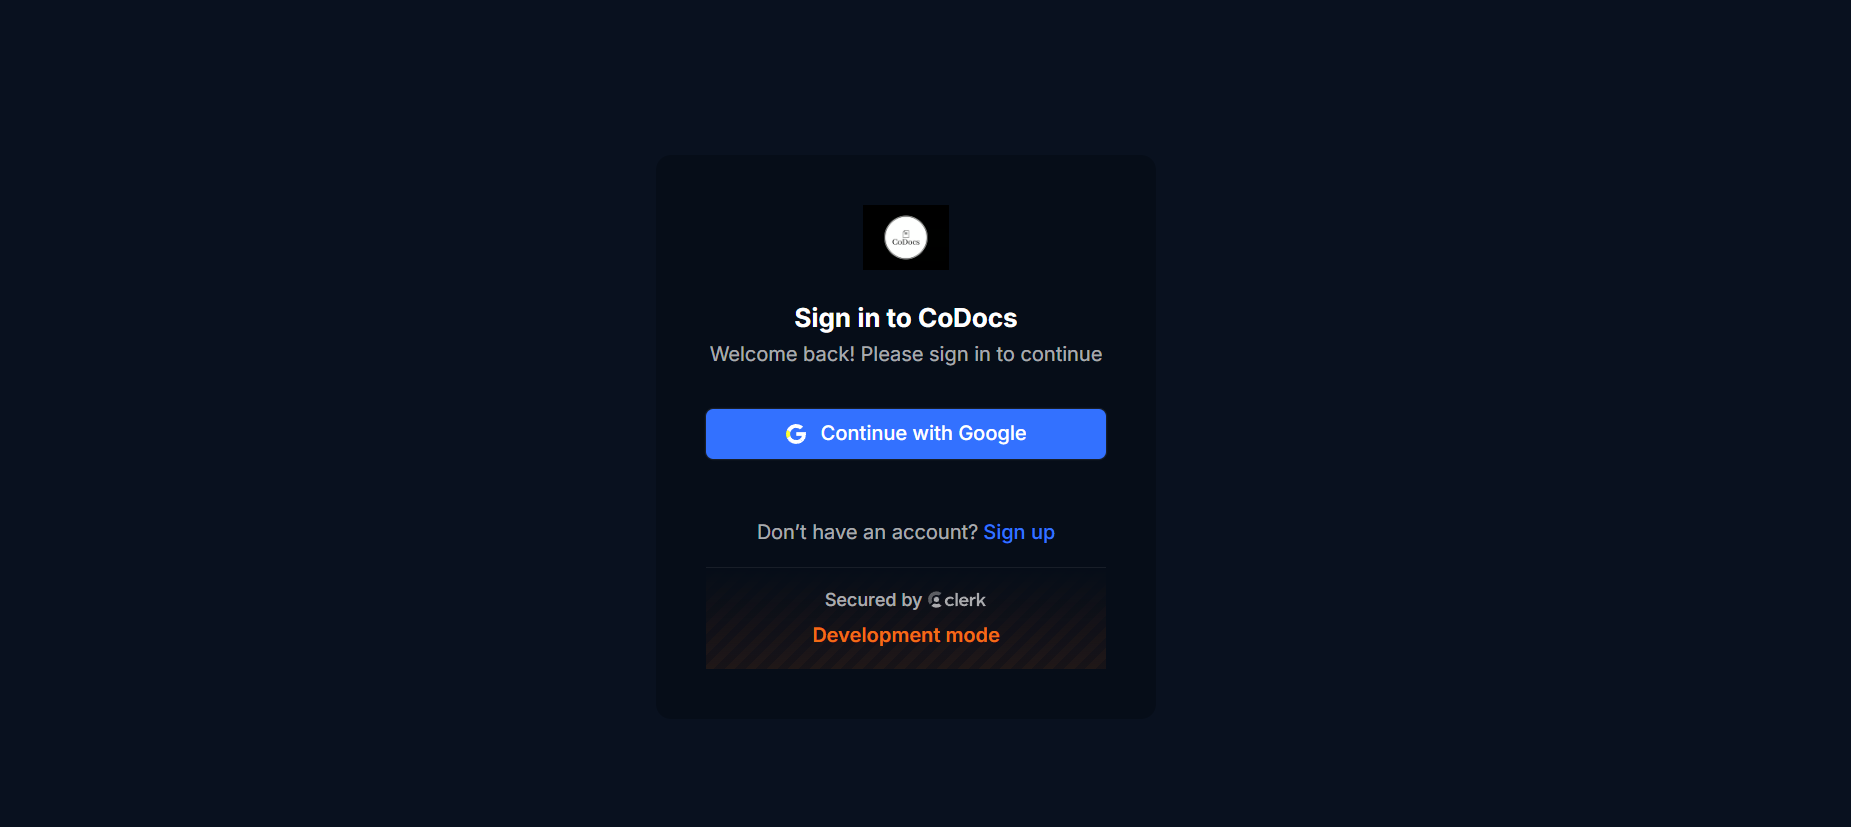 CoDocs
Sign in to CoDocs
Welcome back! Please sign in to continue
Continue with Google
Don’t have an account? Sign up
Secured by clerk
Development mode